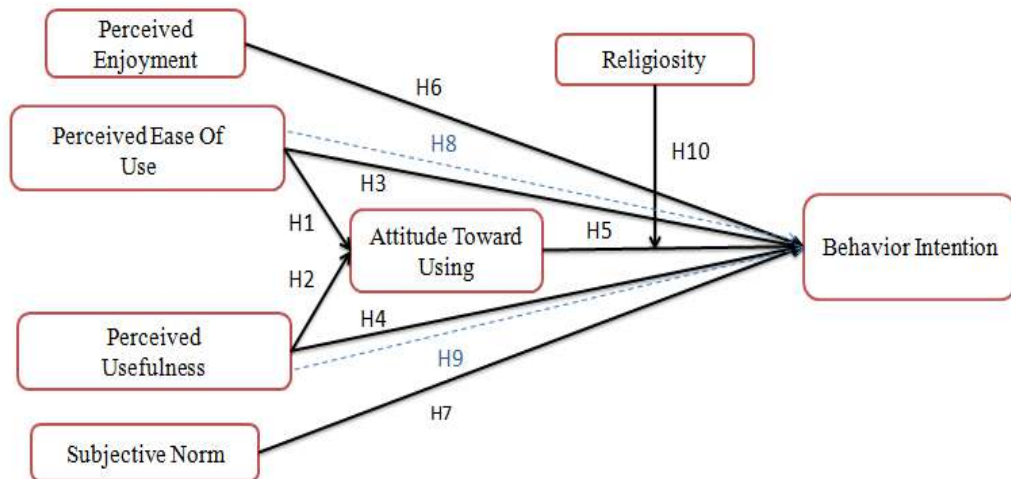 Perceived
Enjoyment
Religiosity
H6
Perceived Ease Of
Use
H8
H10
H3
H1
Attitude Toward
Using
H5
Behavior Intention
H2
H4
Perceived
Usefulness
H9
H7
Subjective Norm